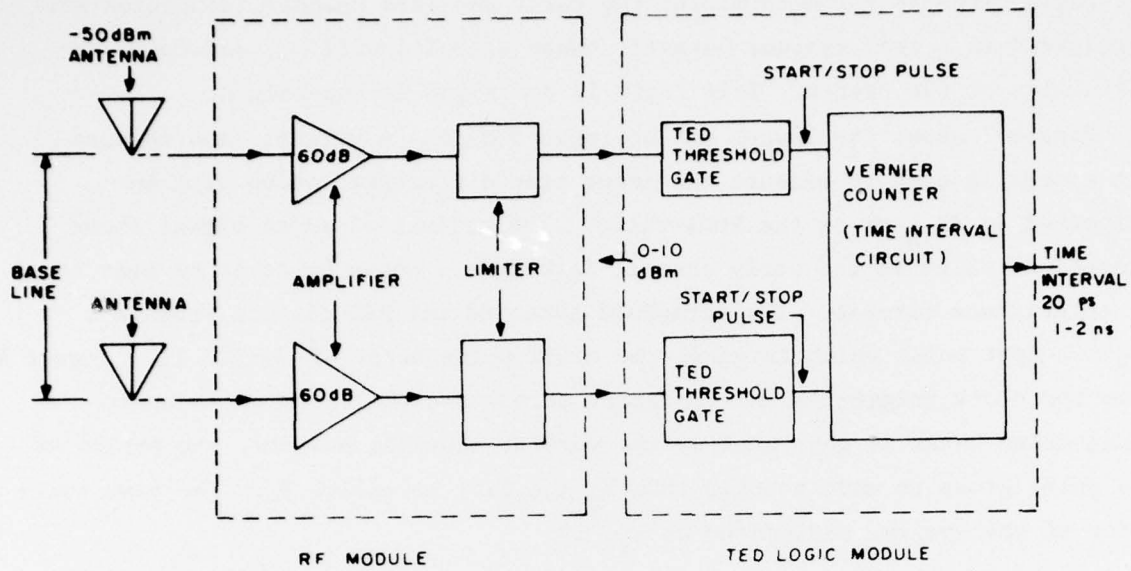 -50dBm
ANTENNA
BASE
LINE
ANTENNA
60dB
AMPLIFIER
LIMITER
60dB
0-10
dBm
START/STOP PULSE
TED
THRESHOLD
GATE
START/STOP
PULSE
TED
THRESHOLD
GATE
VERNIER
COUNTER
(TIME INTERVAL
CIRCUIT)
TIME
INTERVAL
20 ps
1-2 ns
RF MODULE
TED LOGIC MODULE